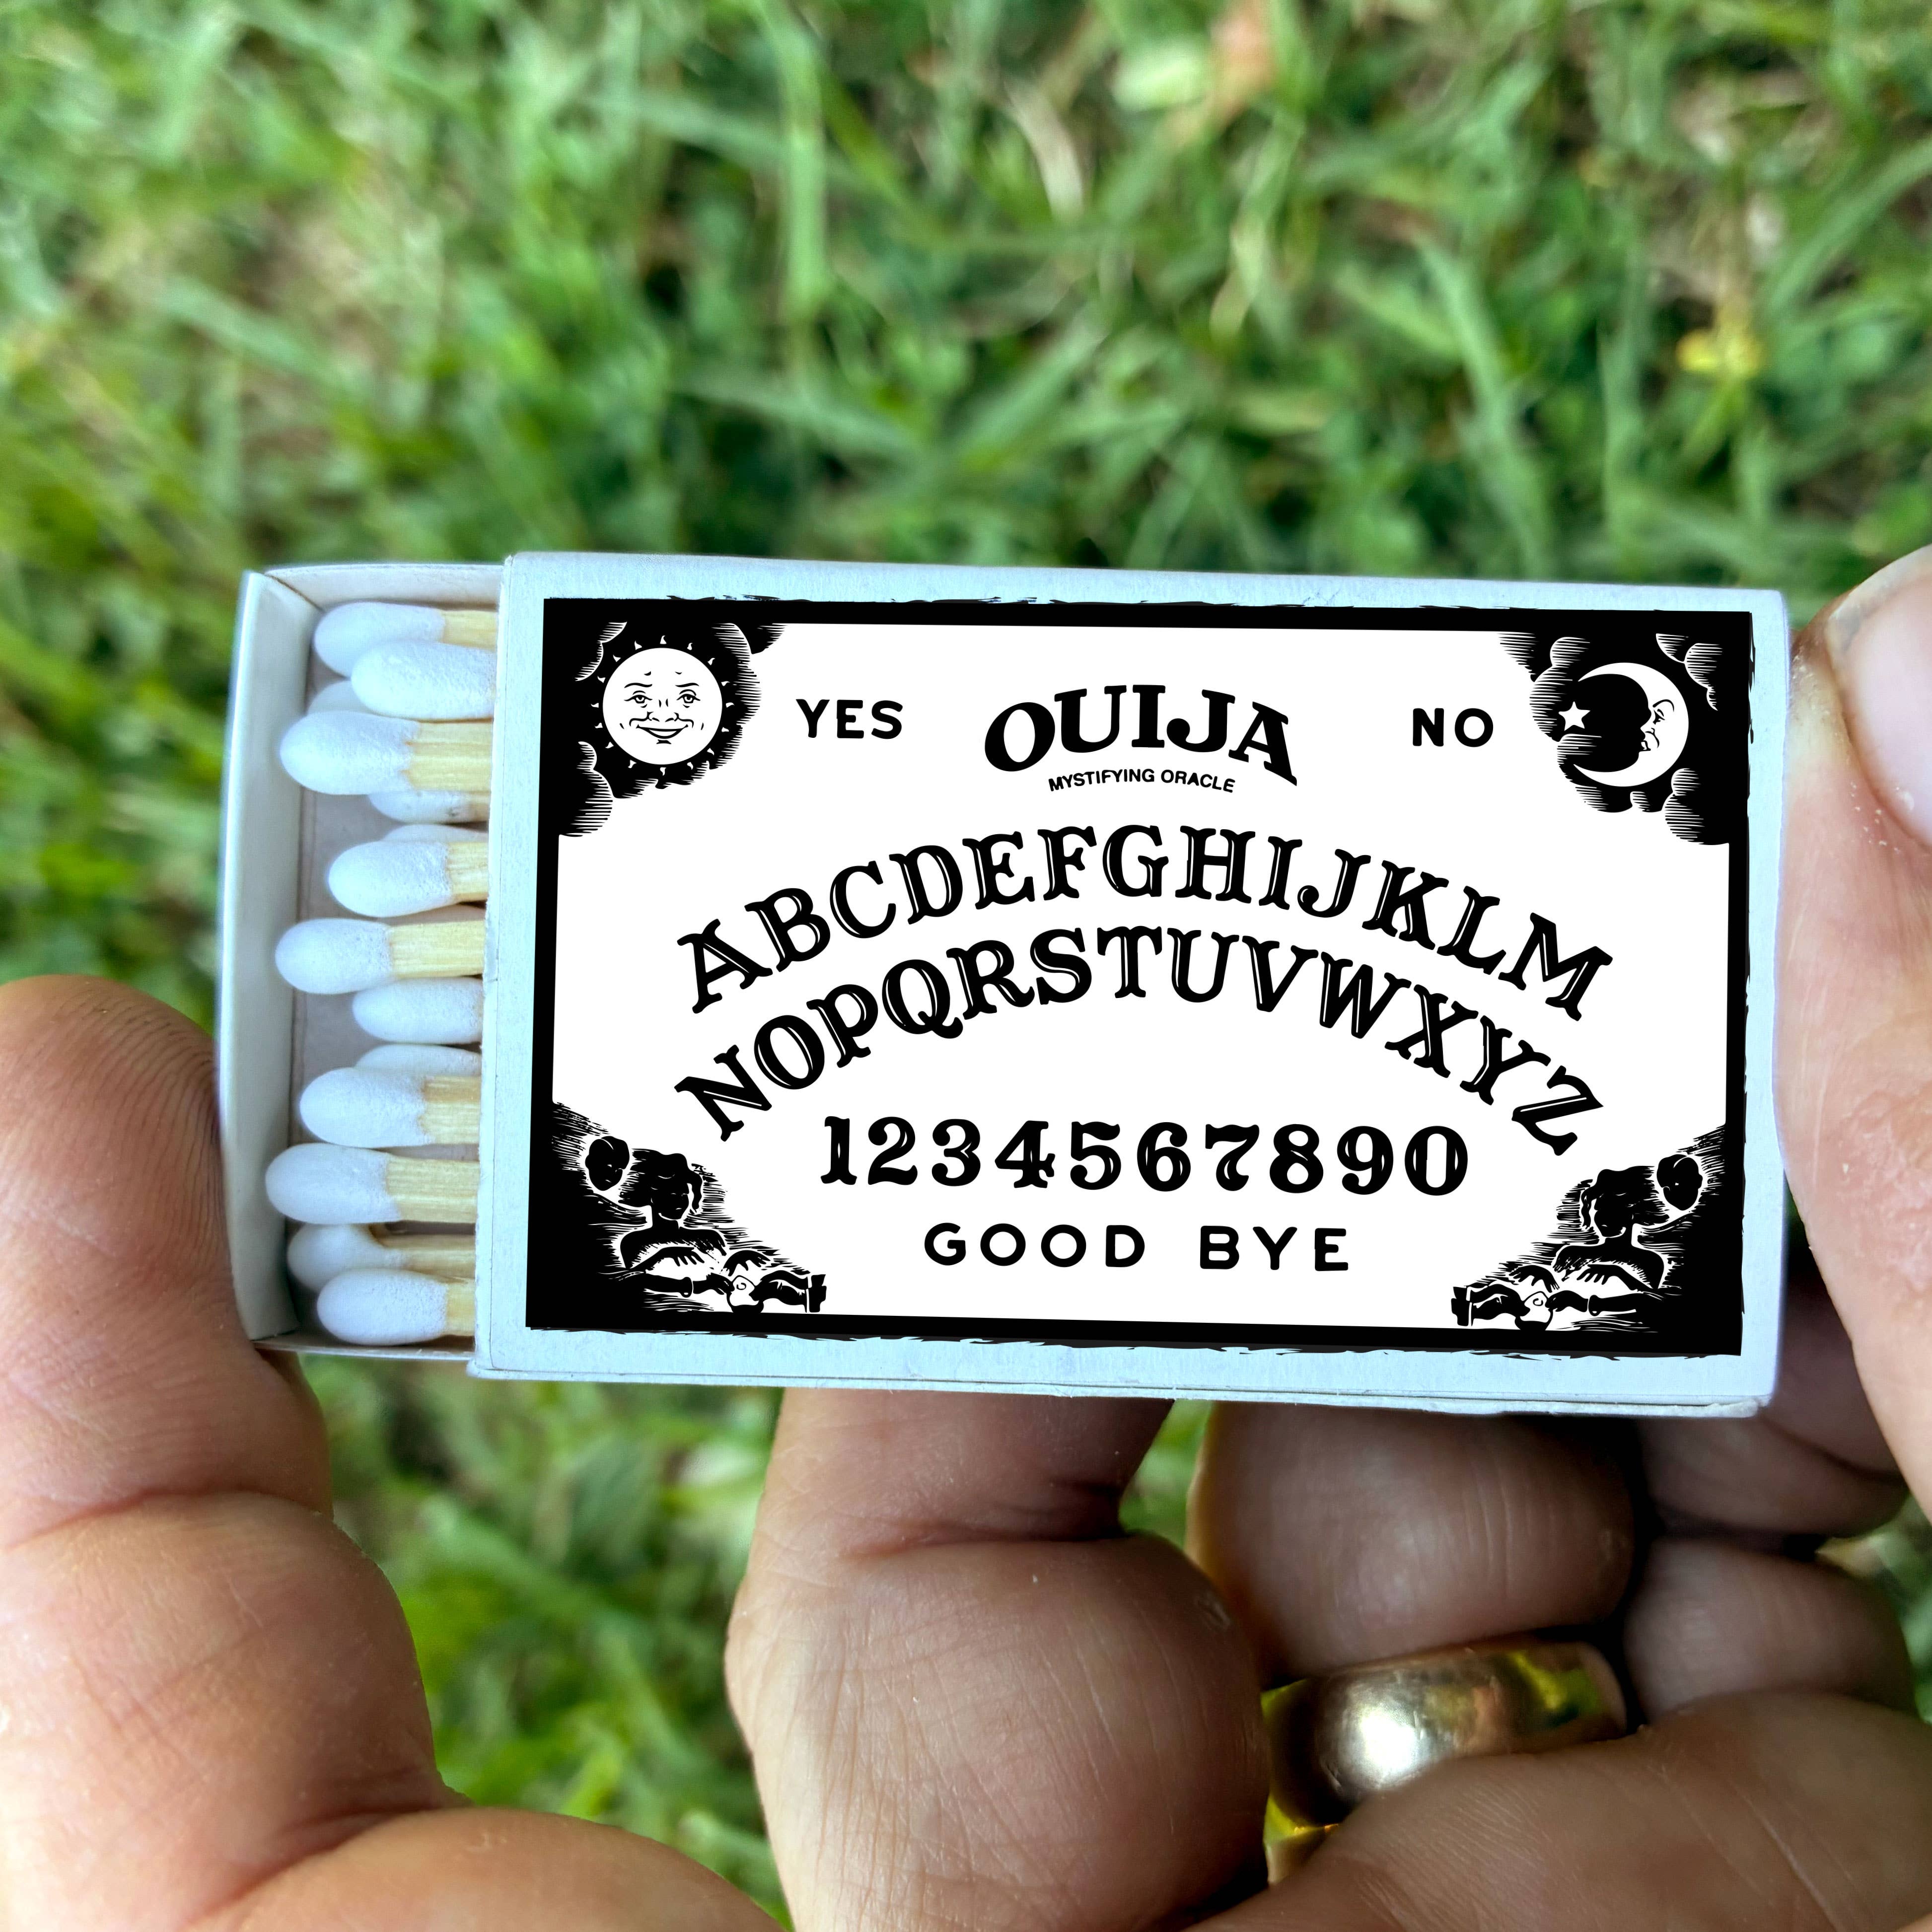 YES OUIJA NO
MYSTIFYING ORACLE
ABCDEFGHIJKLM
NOPQRSTUVWXYZ
1234567890
GOOD BYE